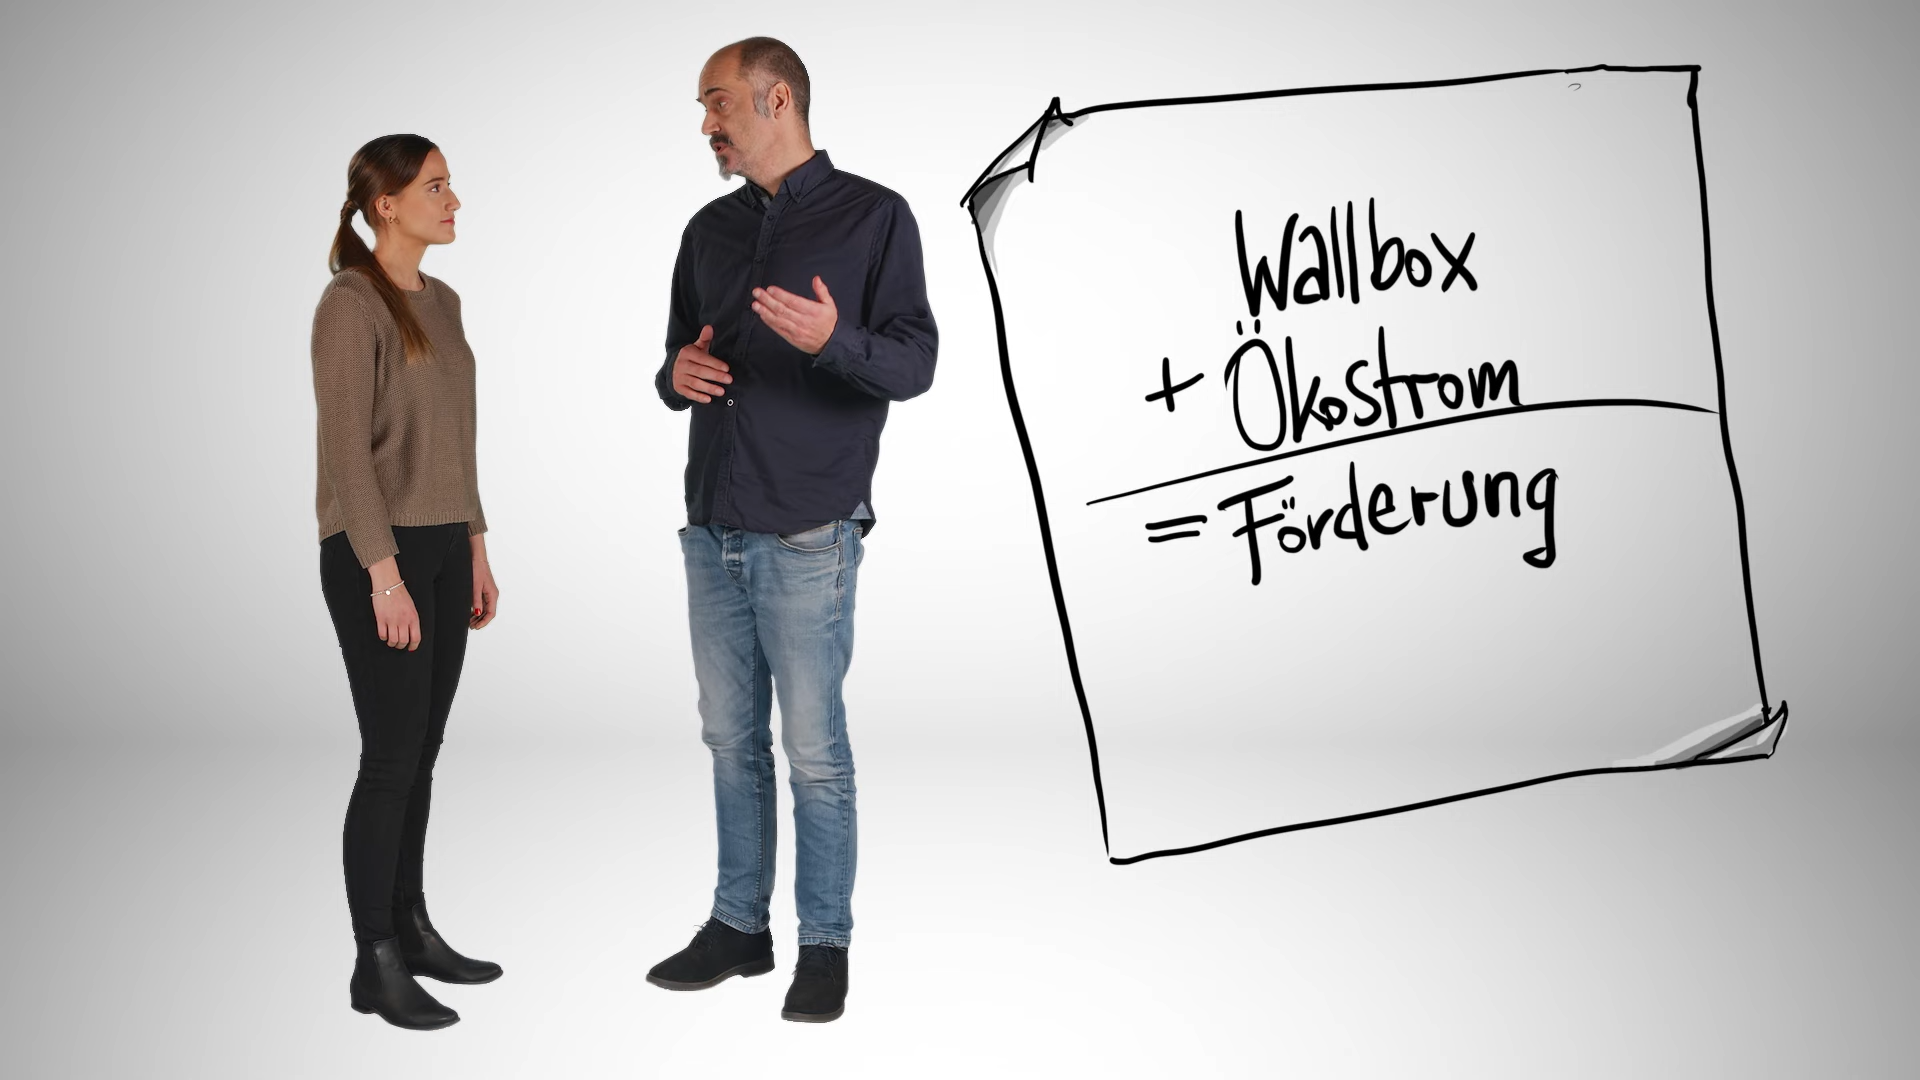 Wallbox
+ Ökostrom
= Förderung